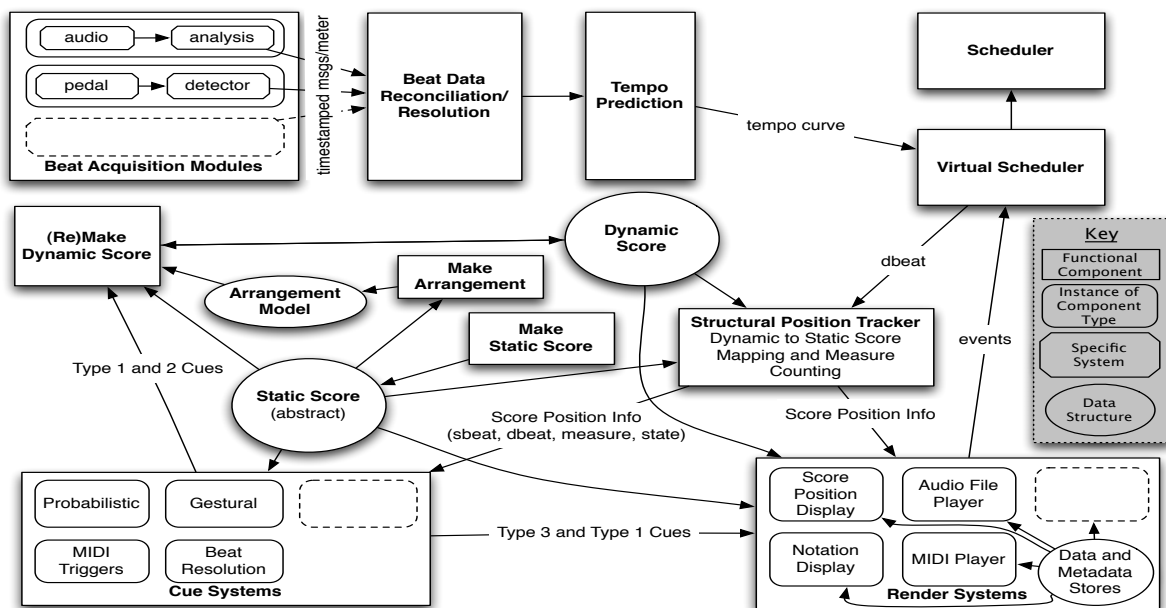 audio
analysis
pedal
detector
Beat Acquisition Modules
timestamped msgs/meter
Beat Data
Reconciliation/
Resolution
Tempo
Prediction
tempo curve
Scheduler
Virtual Scheduler
(Re)Make
Dynamic Score
Dynamic
Score
Make
Arrangement
Arrangement
Model
Make
Static Score
dbeat
Structural Position Tracker
Dynamic to Static Score
Mapping and Measure
Counting
events
Key
Functional
Component
Instance of
Component
Type
Specific
System
Data
Structure
Type 1 and 2 Cues
Static Score
(abstract)
Score Position Info
(sbeat, dbeat, measure, state)
Score Position Info
Probabilistic
Gestural
MIDI
Triggers
Beat
Resolution
Cue Systems
Type 3 and Type 1 Cues
Score
Position
Display
Audio File
Player
Notation
Display
MIDI Player
Data and
Metadata
Stores
Render Systems